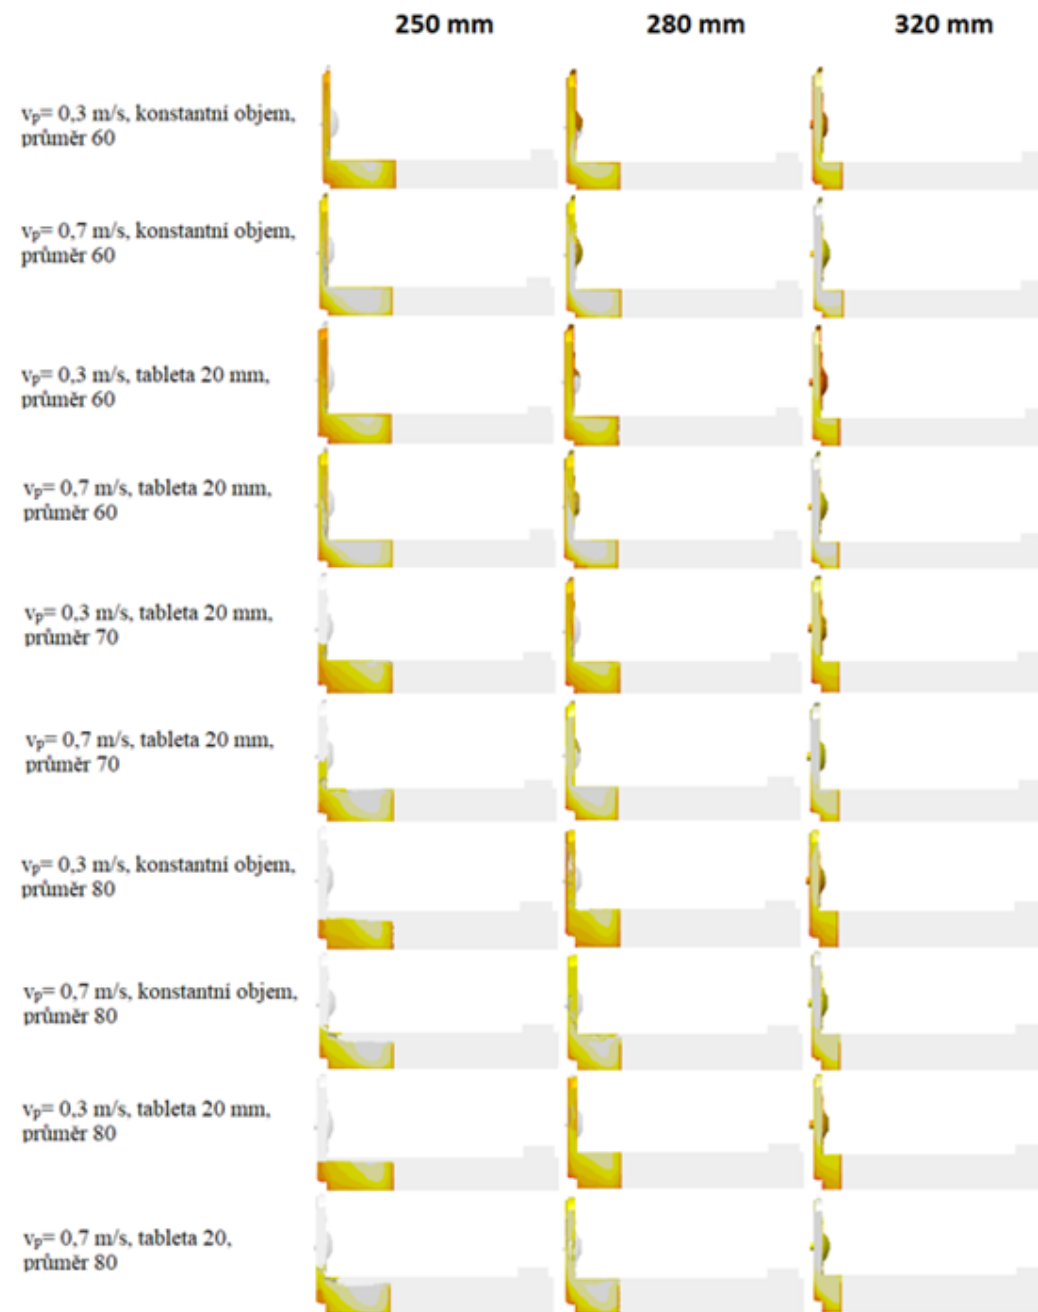 250 mm 280 mm 320 mm
vₚ= 0,3 m/s, konstantní objem,
průměr 60
vₚ= 0,7 m/s, konstantní objem,
průměr 60
vₚ= 0,3 m/s, tableta 20 mm,
průměr 60
vₚ= 0,7 m/s, tableta 20 mm,
průměr 60
vₚ= 0,3 m/s, tableta 20 mm,
průměr 70
vₚ= 0,7 m/s, tableta 20 mm,
průměr 70
vₚ= 0,3 m/s, konstantní objem,
průměr 80
vₚ= 0,7 m/s, konstantní objem,
průměr 80
vₚ= 0,3 m/s, tableta 20 mm,
průměr 80
vₚ= 0,7 m/s, tableta 20,
průměr 80